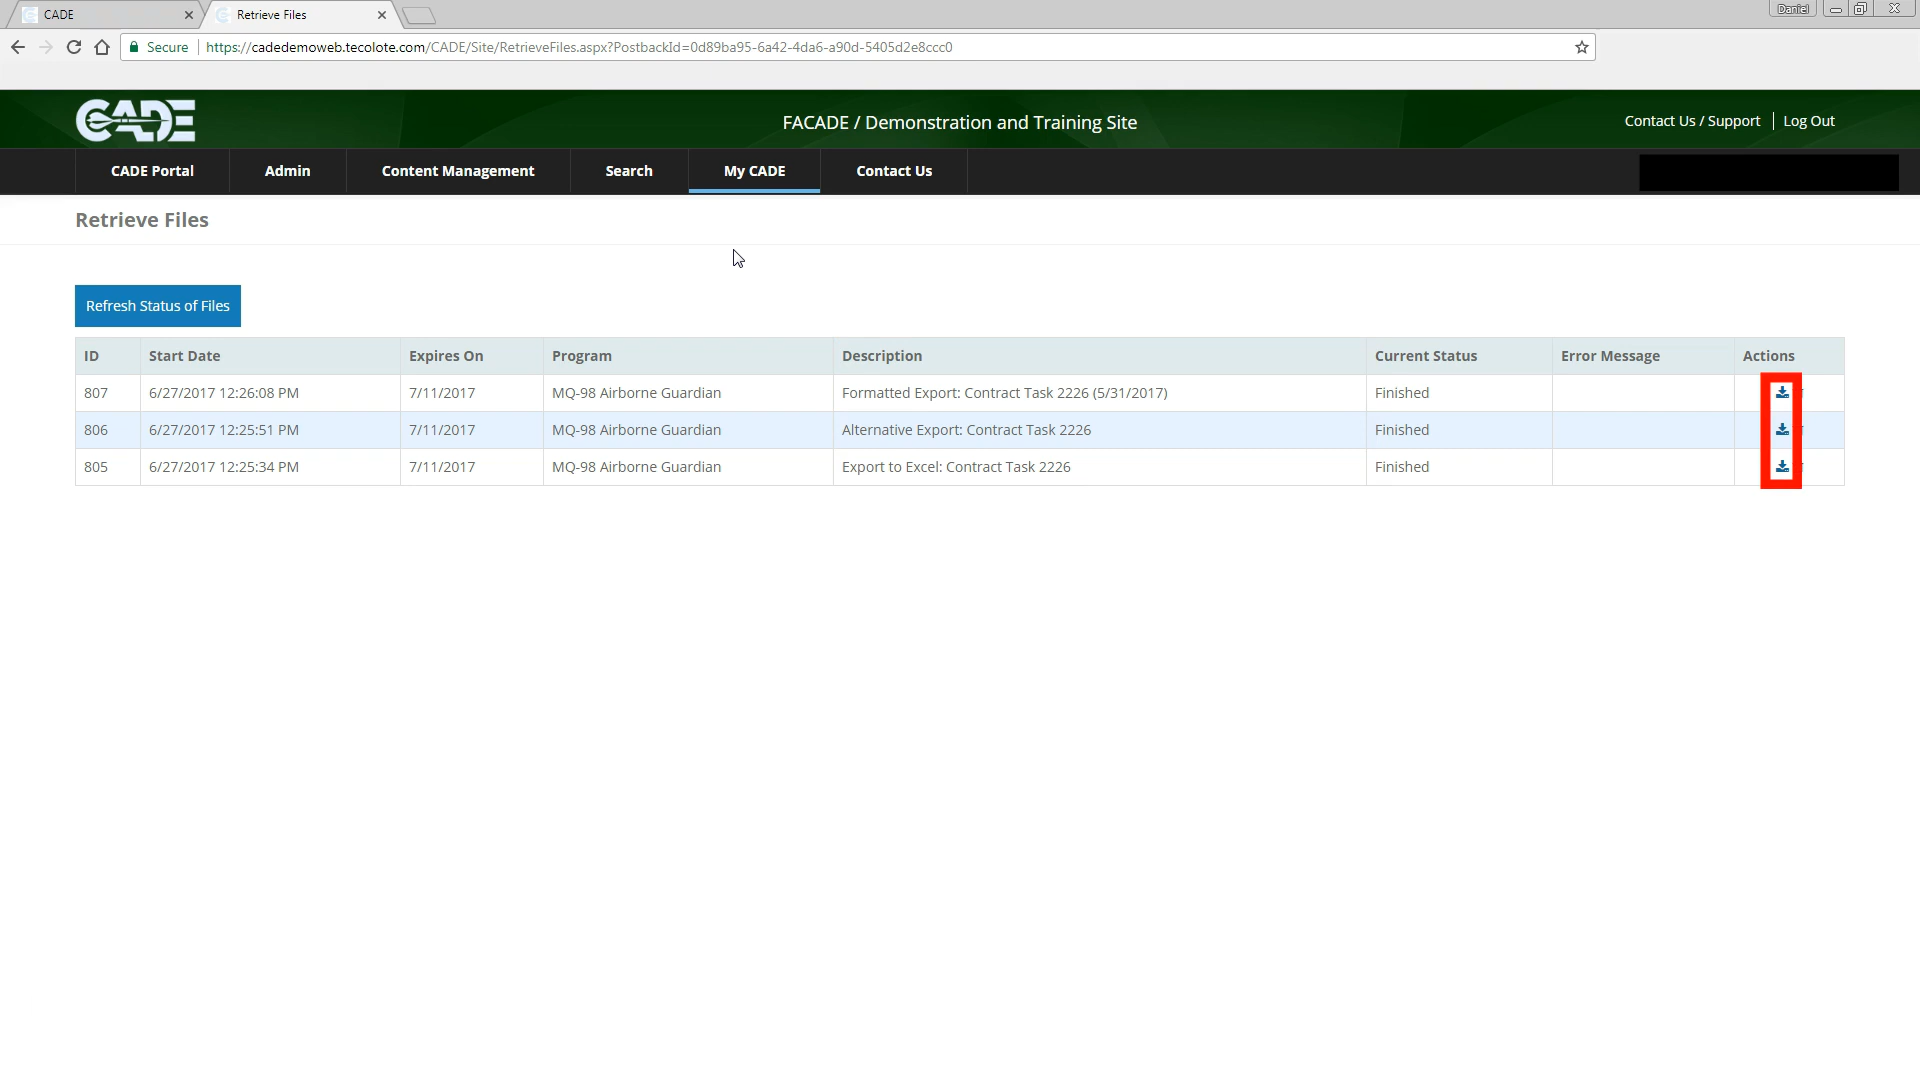 CADE
Retrieve Files
Daniel
Secure https://cadedemoweb.tecolote.com/CADE/Site/RetrieveFiles.aspx?PostbackId=0d89ba95-6a42-4da6-a90d-5405d2e8ccc0
CADE
FACADE / Demonstration and Training Site
Contact Us / Support Log Out
CADE Portal Admin Content Management Search My CADE Contact Us
Retrieve Files
Refresh Status of Files
ID Start Date Expires On Program Description Current Status Error Message Actions
807 6/27/2017 12:26:08 PM 7/11/2017 MQ-98 Airborne Guardian Formatted Export: Contract Task 2226 (5/31/2017) Finished
806 6/27/2017 12:25:51 PM 7/11/2017 MQ-98 Airborne Guardian Alternative Export: Contract Task 2226 Finished
805 6/27/2017 12:25:34 PM 7/11/2017 MQ-98 Airborne Guardian Export to Excel: Contract Task 2226 Finished